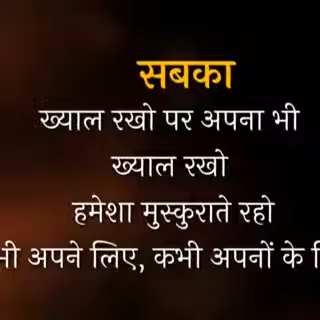 सबका
ख्याल रखो पर अपना भी
ख्याल रखो
हमेशा मुस्कुराते रहो
अपने लिए, कभी अपनों के